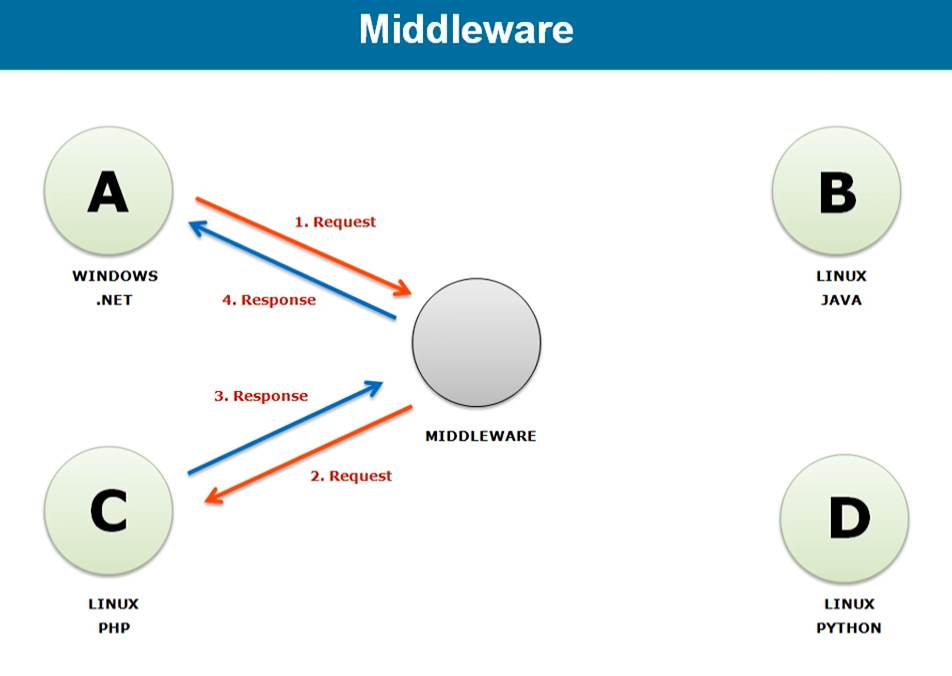 Middleware
A
WINDOWS
.NET
B
LINUX
JAVA
1. Request
4. Response
3. Response
2. Request
MIDDLEWARE
C
LINUX
PHP
D
LINUX
PYTHON